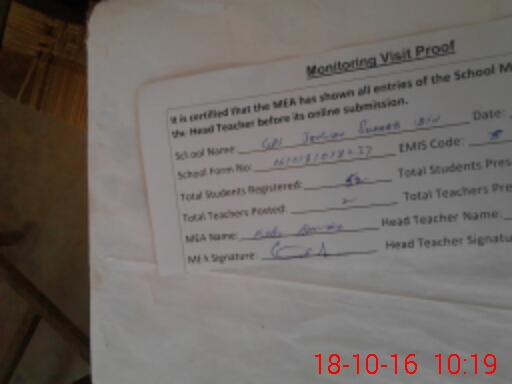 Monitoring Visit Proof
It is certified that the MEA has shown all entries of the School M
the Head Teacher before its online submission.
School Name: GPS Date:
School Form No: EMIS Code:
Total Students Registered: 52 Total Students Pres
Total Teachers Posted: 2 Total Teachers Pre
MEA Name: Head Teacher Name:
MEA Signature: Head Teacher Signatu
18-10-16 10:19